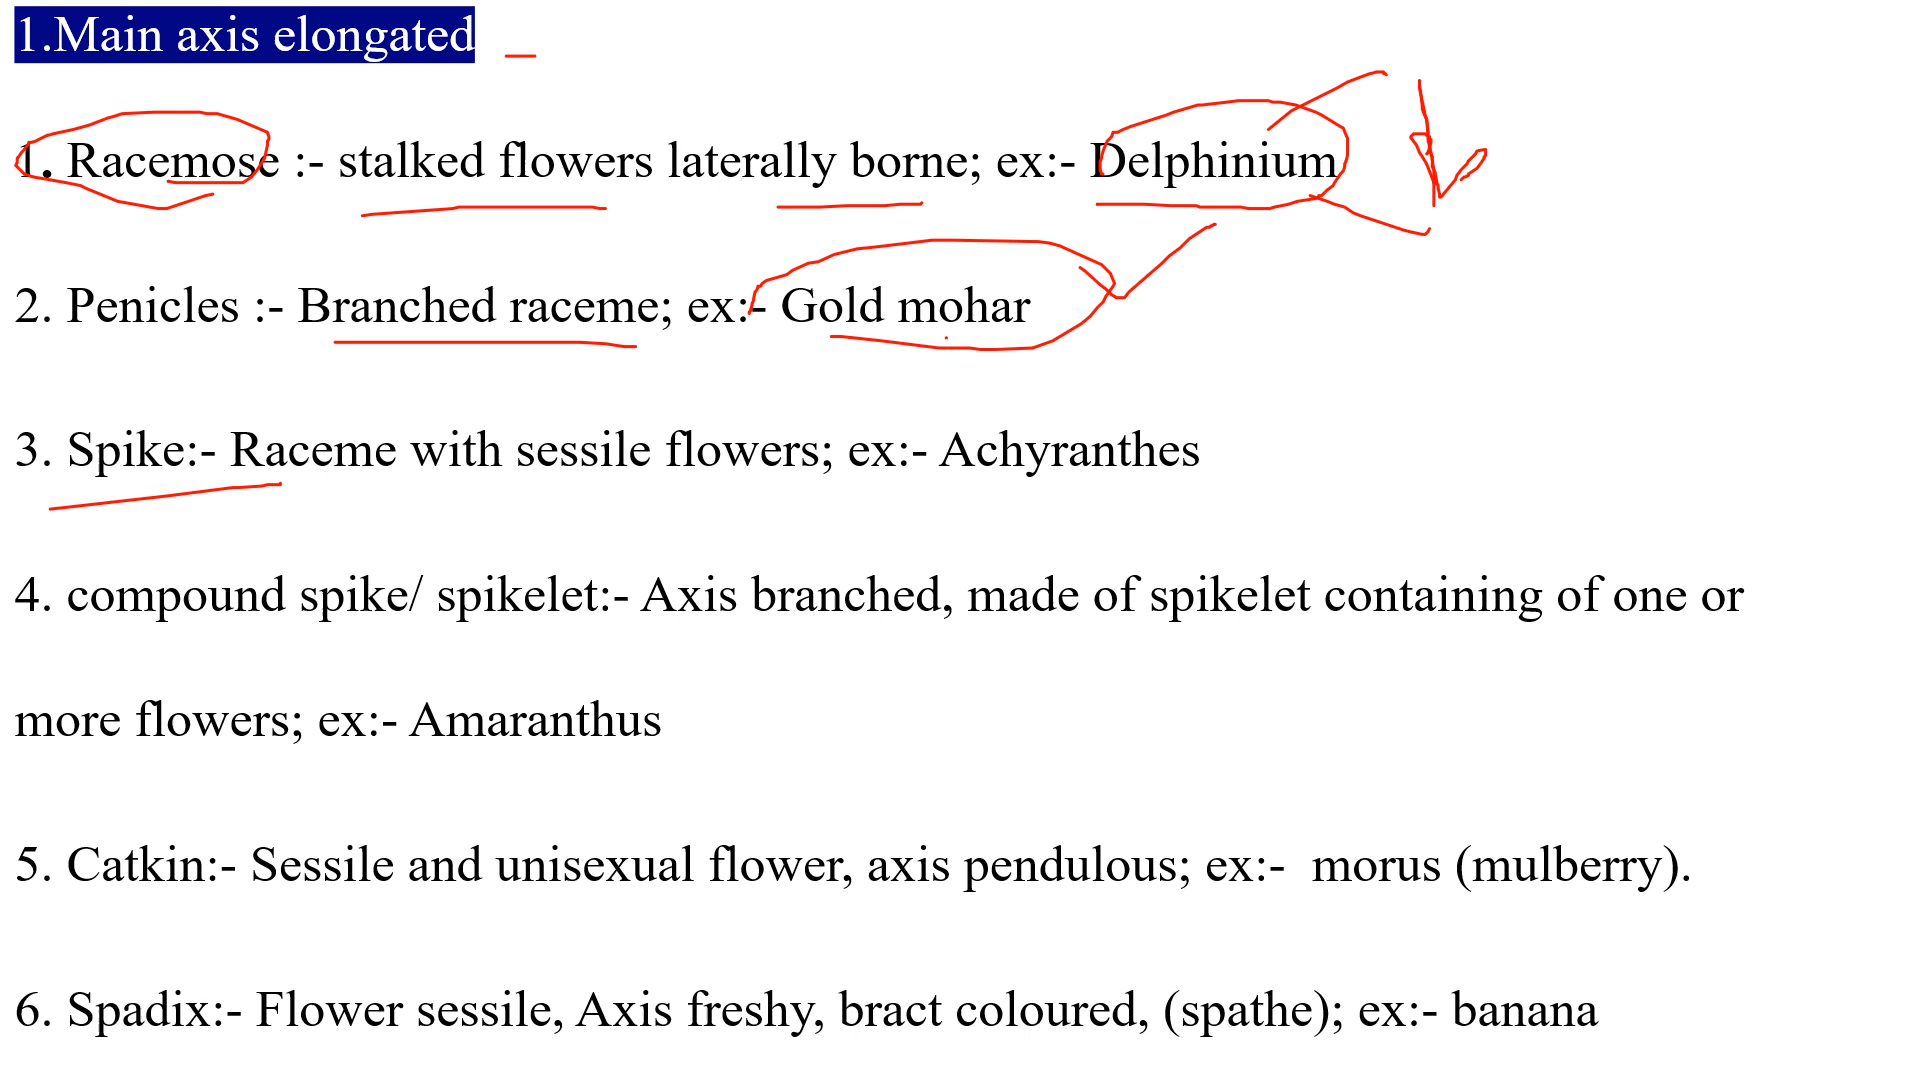 1.Main axis elongated
1. Racemose :- stalked flowers laterally borne; ex:- Delphinium
2. Penicles :- Branched raceme; ex:- Gold mohar
3. Spike:- Raceme with sessile flowers; ex:- Achyranthes
4. compound spike/ spikelet:- Axis branched, made of spikelet containing of one or
more flowers; ex:- Amaranthus
5. Catkin:- Sessile and unisexual flower, axis pendulous; ex:-  morus (mulberry).
6. Spadix:- Flower sessile, Axis freshy, bract coloured, (spathe); ex:- banana